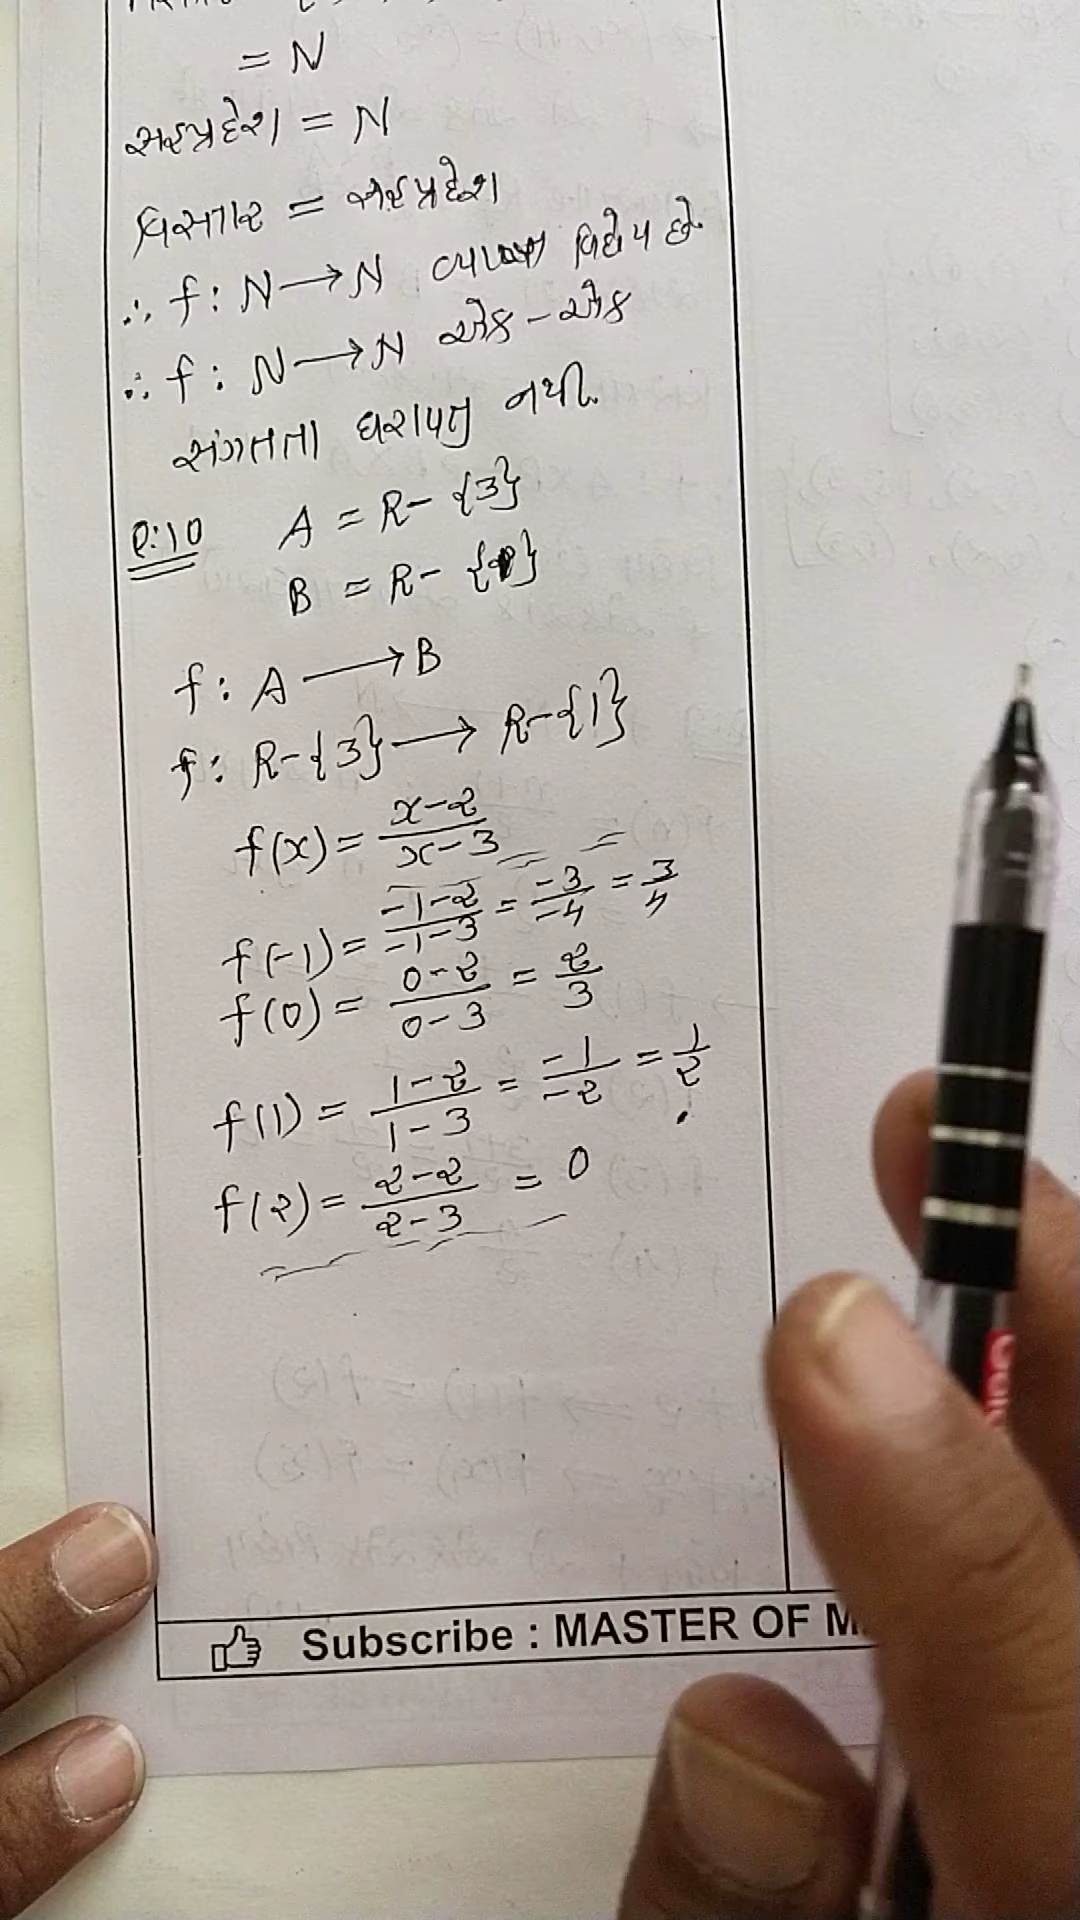 = N
સહપ્રદેશ = N
વિસ્તાર = સહપ્રદેશ
∴ f : N → N વ્યાપ્ત વિધેય છે
∴ f : N → N એક - એક
સંગતતા ધરાવતુ નથી.
Q:10 A = R - {3}
B = R - {1}
f : A → B
f : R-{3} → R-{1}
f(x) = x-2 / x-3
f(-1) = -1-2 / -1-3 = -3 / -4 = 3/4
f(0) = 0-2 / 0-3 = 2/3
f(1) = 1-2 / 1-3 = -1 / -2 = 1/2
f(2) = 2-2 / 2-3 = 0
Subscribe : MASTER OF